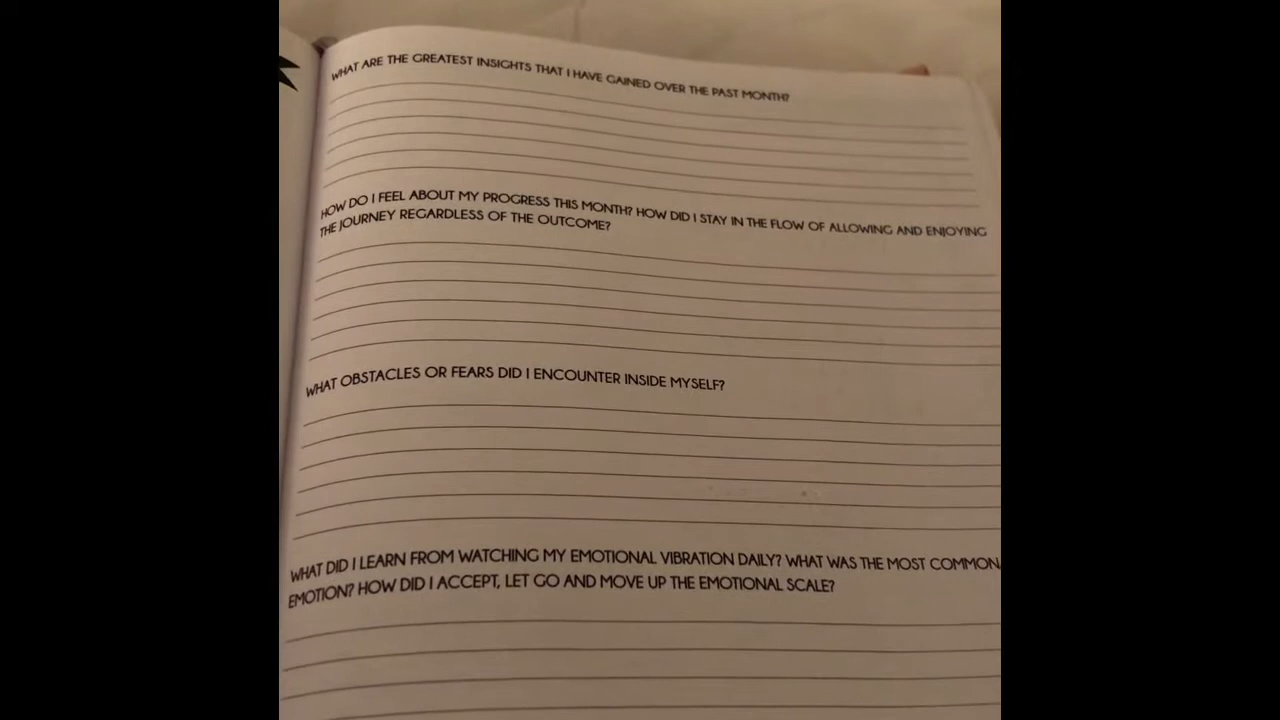 WHAT ARE THE GREATEST INSIGHTS THAT I HAVE GAINED OVER THE PAST MONTH?
HOW DO I FEEL ABOUT MY PROGRESS THIS MONTH? HOW DID I STAY IN THE FLOW OF ALLOWING AND ENJOYING
THE JOURNEY REGARDLESS OF THE OUTCOME?
WHAT OBSTACLES OR FEARS DID I ENCOUNTER INSIDE MYSELF?
WHAT DID I LEARN FROM WATCHING MY EMOTIONAL VIBRATION DAILY? WHAT WAS THE MOST COMMON
EMOTION? HOW DID I ACCEPT, LET GO AND MOVE UP THE EMOTIONAL SCALE?